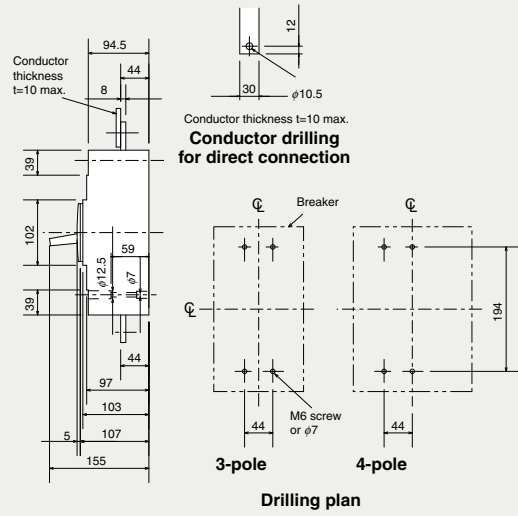 94.5
44
8
Conductor
thickness
t=10 max.
39
102
39
59
φ12.5
φ7
44
97
103
5
107
155
12
30
φ10.5
Conductor thickness t=10 max.
Conductor drilling
for direct connection
℄
Breaker
℄
℄
194
M6 screw
or φ7
44
44
3-pole
4-pole
Drilling plan